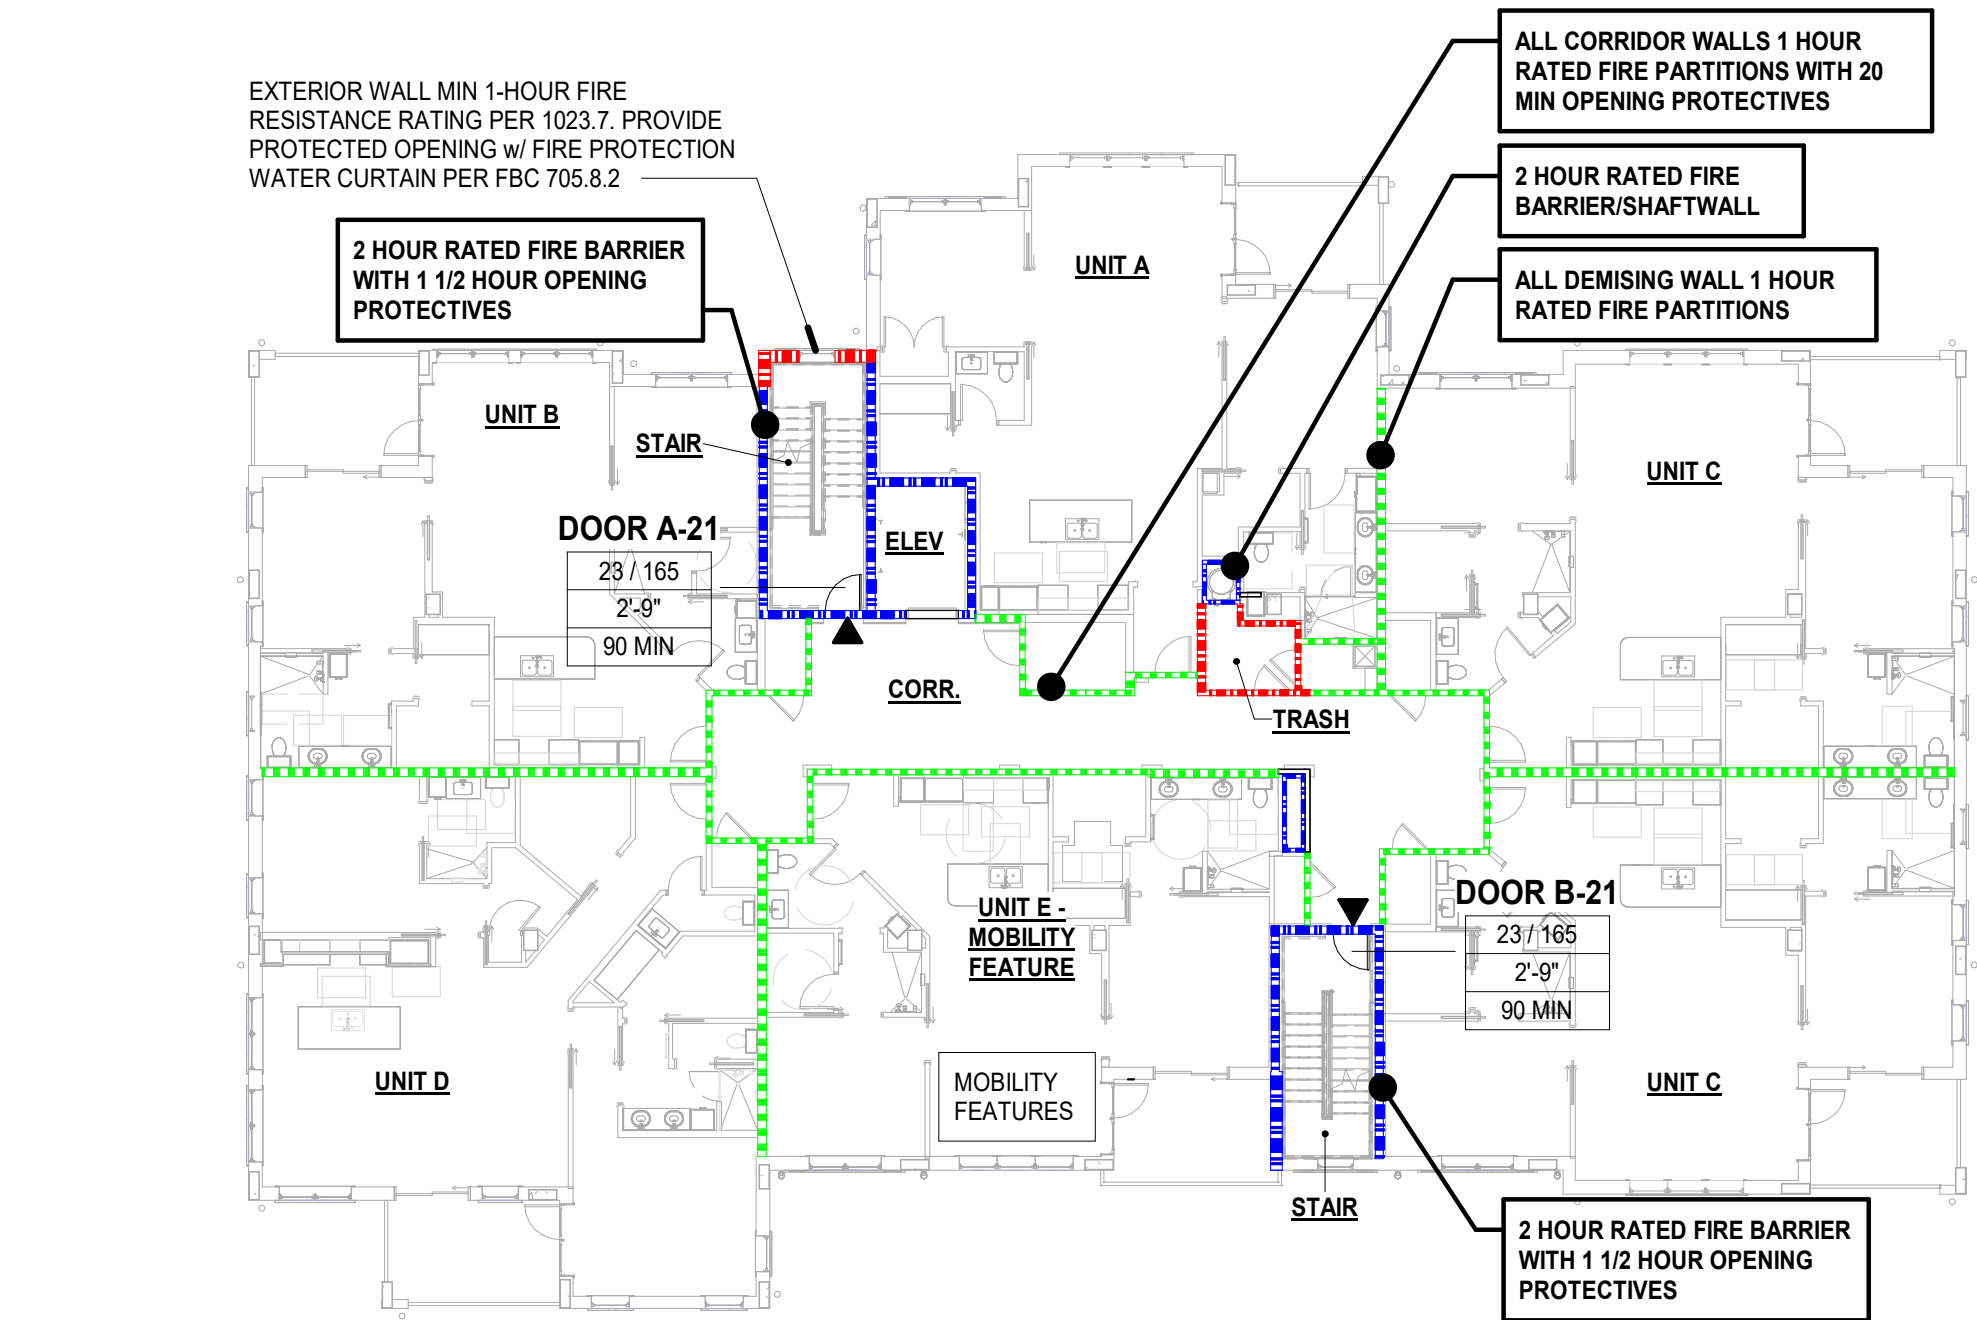 ALL CORRIDOR WALLS 1 HOUR
RATED FIRE PARTITIONS WITH 20
MIN OPENING PROTECTIVES
EXTERIOR WALL MIN 1-HOUR FIRE
RESISTANCE RATING PER 1023.7. PROVIDE
PROTECTED OPENING w/ FIRE PROTECTION
WATER CURTAIN PER FBC 705.8.2
2 HOUR RATED FIRE
BARRIER/SHAFTWALL
2 HOUR RATED FIRE BARRIER
WITH 1 1/2 HOUR OPENING
PROTECTIVES
ALL DEMISING WALL 1 HOUR
RATED FIRE PARTITIONS
UNIT A
UNIT B
STAIR
UNIT C
DOOR A-21
23 / 165
2'-9"
90 MIN
ELEV
CORR.
TRASH
UNIT E -
MOBILITY
FEATURE
DOOR B-21
23 / 165
2'-9"
90 MIN
UNIT D
MOBILITY
FEATURES
UNIT C
STAIR
2 HOUR RATED FIRE BARRIER
WITH 1 1/2 HOUR OPENING
PROTECTIVES